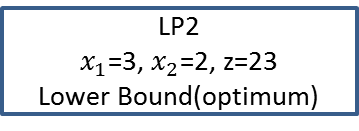 LP2
𝑥₁=3, 𝑥₂=2, z=23
Lower Bound(optimum)